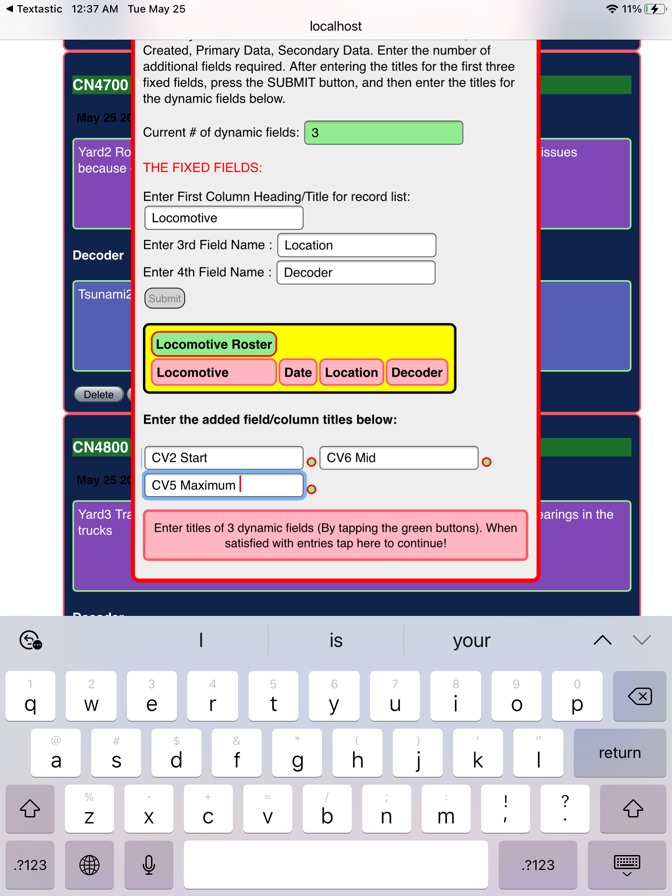 Textastic 12:37 AM Tue May 25 11%
localhost
Created, Primary Data, Secondary Data. Enter the number of
additional fields required. After entering the titles for the first three
fixed fields, press the SUBMIT button, and then enter the titles for
the dynamic fields below.
CN4700
May 25 20
Current # of dynamic fields: 3
Yard2 Ro
issues
because
THE FIXED FIELDS:
Enter First Column Heading/Title for record list:
Locomotive
Enter 3rd Field Name : Location
Decoder
Enter 4th Field Name : Decoder
Tsunami2
Submit
Locomotive Roster
Locomotive Date Location Decoder
Delete
Enter the added field/column titles below:
CN4800
CV2 Start CV6 Mid
May 25 20
CV5 Maximum
Yard3 Tra
earings in the
trucks
Enter titles of 3 dynamic fields (By tapping the green buttons). When
satisfied with entries tap here to continue!
Decoder
I is your
1 2 3 4 5 6 7 8 9 0
q w e r t y u i o p
@ # $ & * ( ) ' "
a s d f g h j k l return
% - + = / ; : ! ?
z x c v b n m , .
.?123 .?123